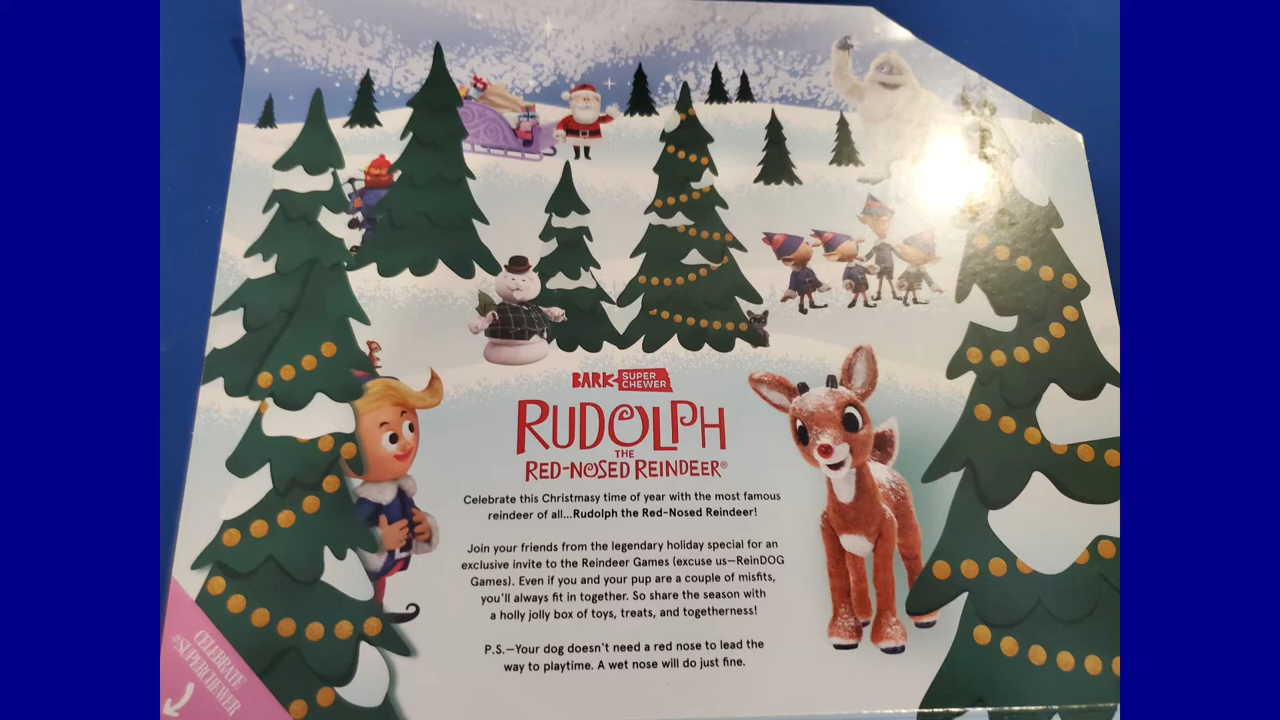 BARK SUPER CHEWER
RUDOLPH
THE
RED-NOSED REINDEER®
Celebrate this Christmasy time of year with the most famous
reindeer of all...Rudolph the Red-Nosed Reindeer!
Join your friends from the legendary holiday special for an
exclusive invite to the Reindeer Games (excuse us—ReinDOG
Games). Even if you and your pup are a couple of misfits,
you'll always fit in together. So share the season with
a holly jolly box of toys, treats, and togetherness!
P.S.—Your dog doesn't need a red nose to lead the
way to playtime. A wet nose will do just fine.
CELEBRATE
#SUPERCHEWER